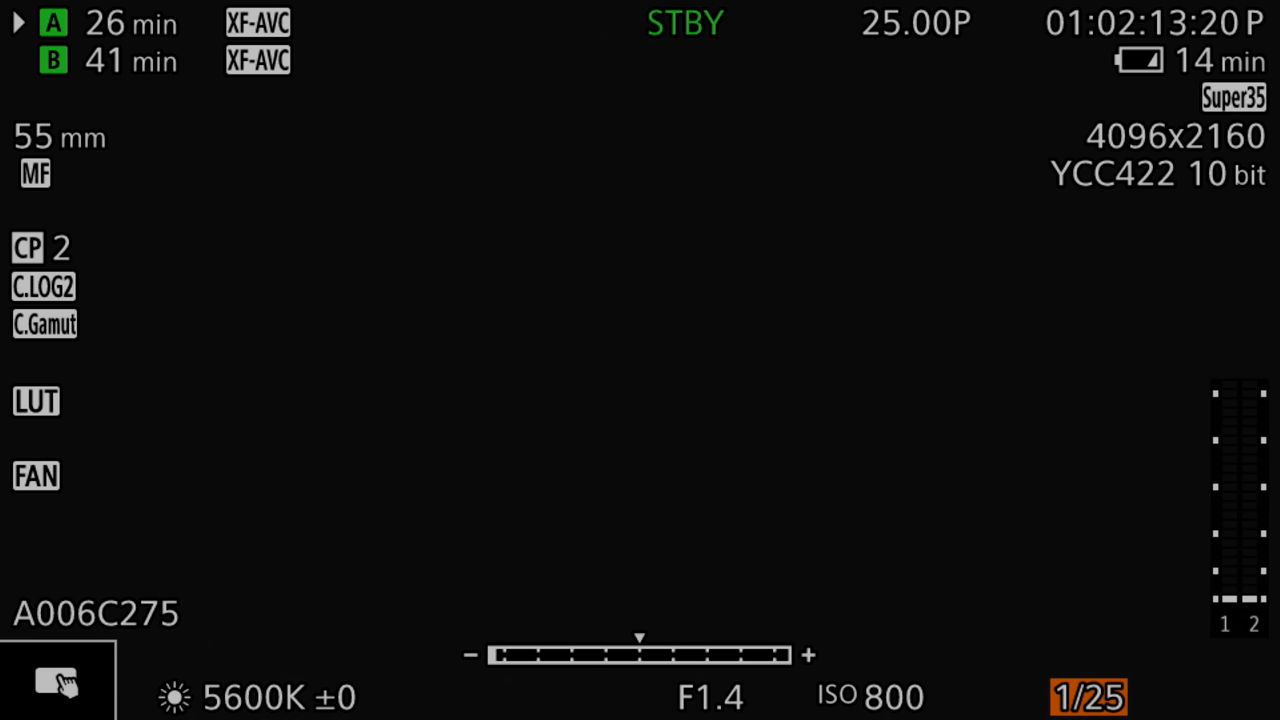 A 26 min XF-AVC STBY 25.00P 01:02:13:20 P
B 41 min XF-AVC 14 min
Super35
55 mm 4096x2160
MF YCC422 10 bit
CP 2
C.LOG2
C.Gamut
LUT
FAN
A006C275
1 2
− +
5600K ±0 F1.4 ISO 800 1/25